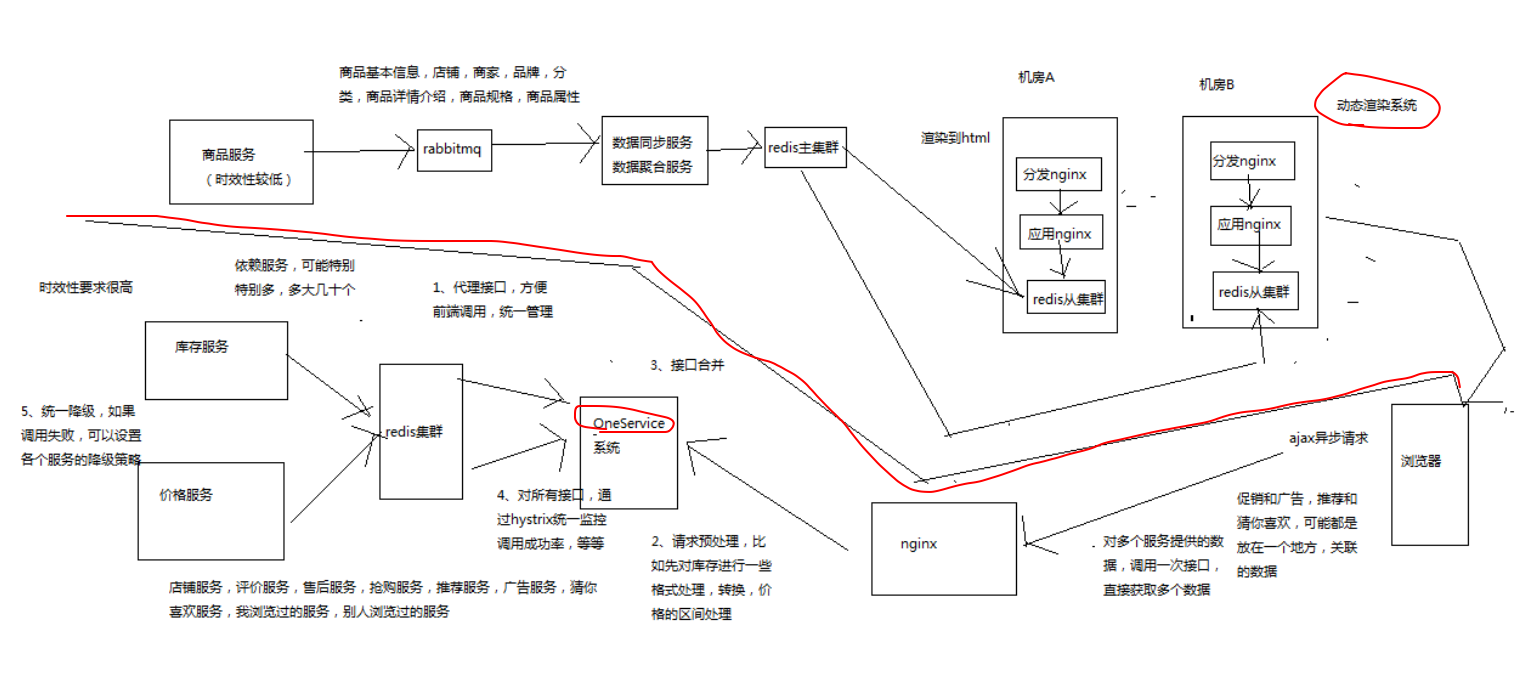 商品基本信息，店铺，商家，品牌，分
类，商品详情介绍，商品规格，商品属性
机房A
机房B
动态渲染系统
商品服务
（时效性较低）
rabbitmq
数据同步服务
数据聚合服务
redis主集群
渲染到html
分发nginx
应用nginx
redis从集群
分发nginx
应用nginx
redis从集群
时效性要求很高
依赖服务，可能特别
特别多，多大几十个
1、代理接口，方便
前端调用，统一管理
库存服务
3、接口合并
5、统一降级，如果
调用失败，可以设置
各个服务的降级策略
redis集群
OneService
系统
价格服务
4、对所有接口，通
过hystrix统一监控
调用成功率，等等
2、请求预处理，比
如先对库存进行一些
格式处理，转换，价
格的区间处理
nginx
ajax异步请求
浏览器
对多个服务提供的数
据，调用一次接口，
直接获取多个数据
促销和广告，推荐和
猜你喜欢，可能都是
放在一个地方，关联
的数据
店铺服务，评价服务，售后服务，抢购服务，推荐服务，广告服务，猜你
喜欢服务，我浏览过的服务，别人浏览过的服务